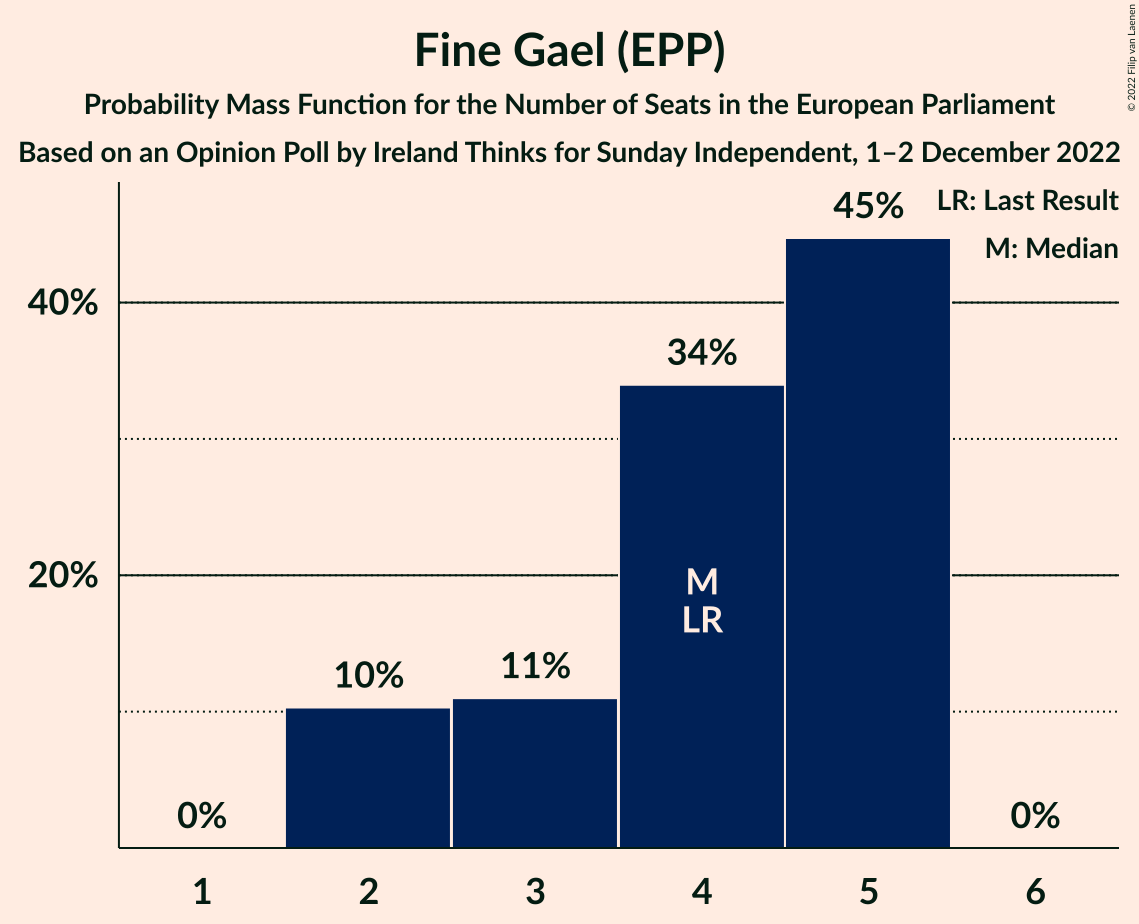 Fine Gael (EPP)
Probability Mass Function for the Number of Seats in the European Parliament
Based on an Opinion Poll by Ireland Thinks for Sunday Independent, 1–2 December 2022
© 2022 Filip van Laenen
LR: Last Result
M: Median
45%
40%
34%
20%
M
LR
11%
10%
0%
0%
1
2
3
4
5
6